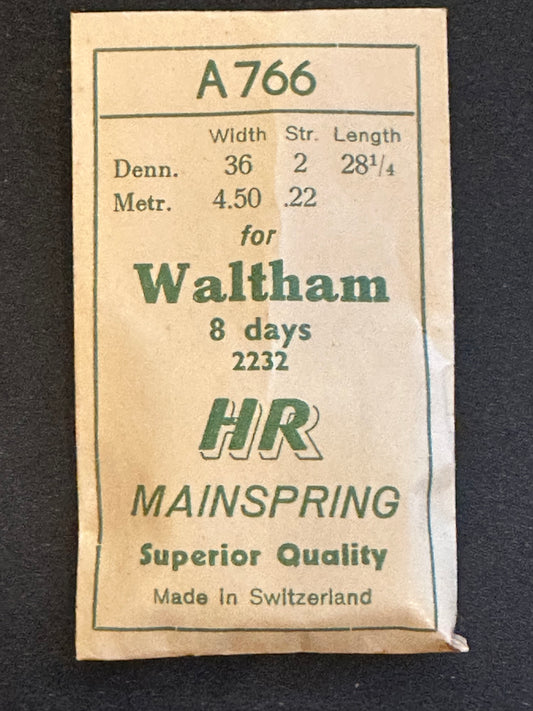 A766
Width Str. Length
Denn. 36 2 28¹/₄
Metr. 4.50 .22
for
Waltham
8 days
2232
HR
MAINSPRING
Superior Quality
Made in Switzerland